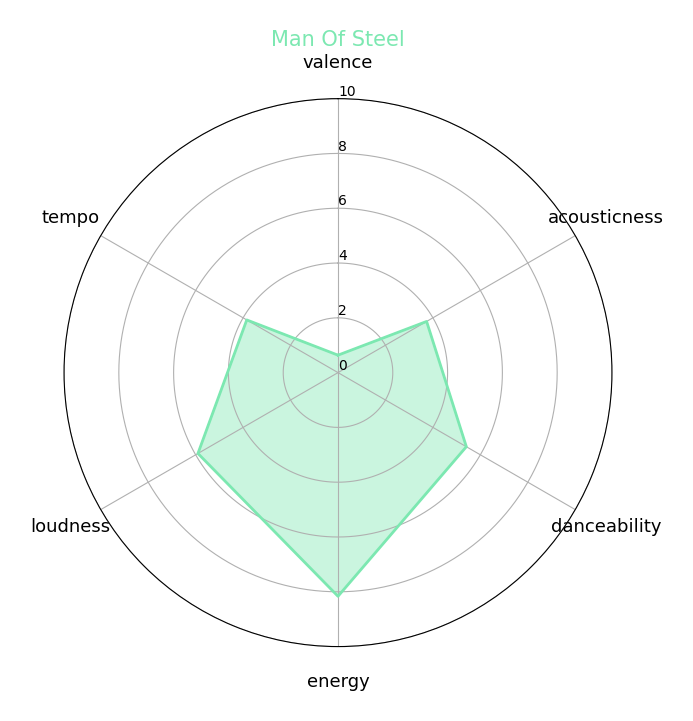 Man Of Steel
valence
10
8
6
4
2
0
tempo
acousticness
loudness
danceability
energy